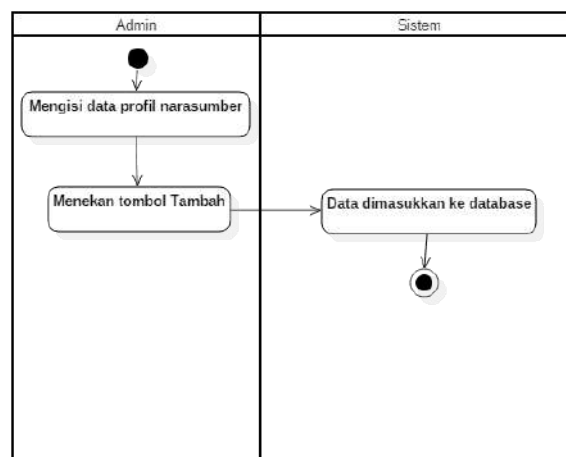 Admin
Sistem
Mengisi data profil narasumber
Menekan tombol Tambah
Data dimasukkan ke database